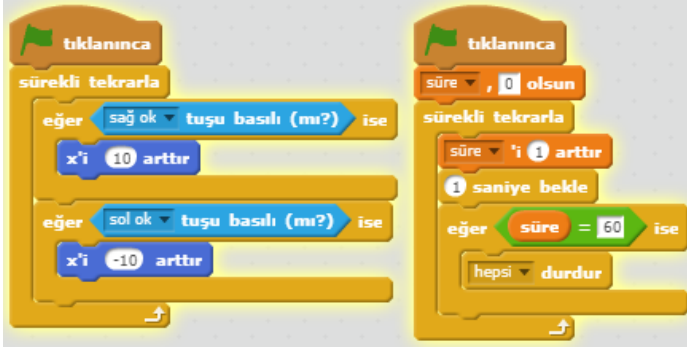 tıklanınca
sürekli tekrarla
eğer sağ ok tuşu basılı (mı?) ise
x'i 10 arttır
eğer sol ok tuşu basılı (mı?) ise
x'i -10 arttır
tıklanınca
süre , 0 olsun
sürekli tekrarla
süre 'i 1 arttır
1 saniye bekle
eğer süre = 60 ise
hepsi durdur